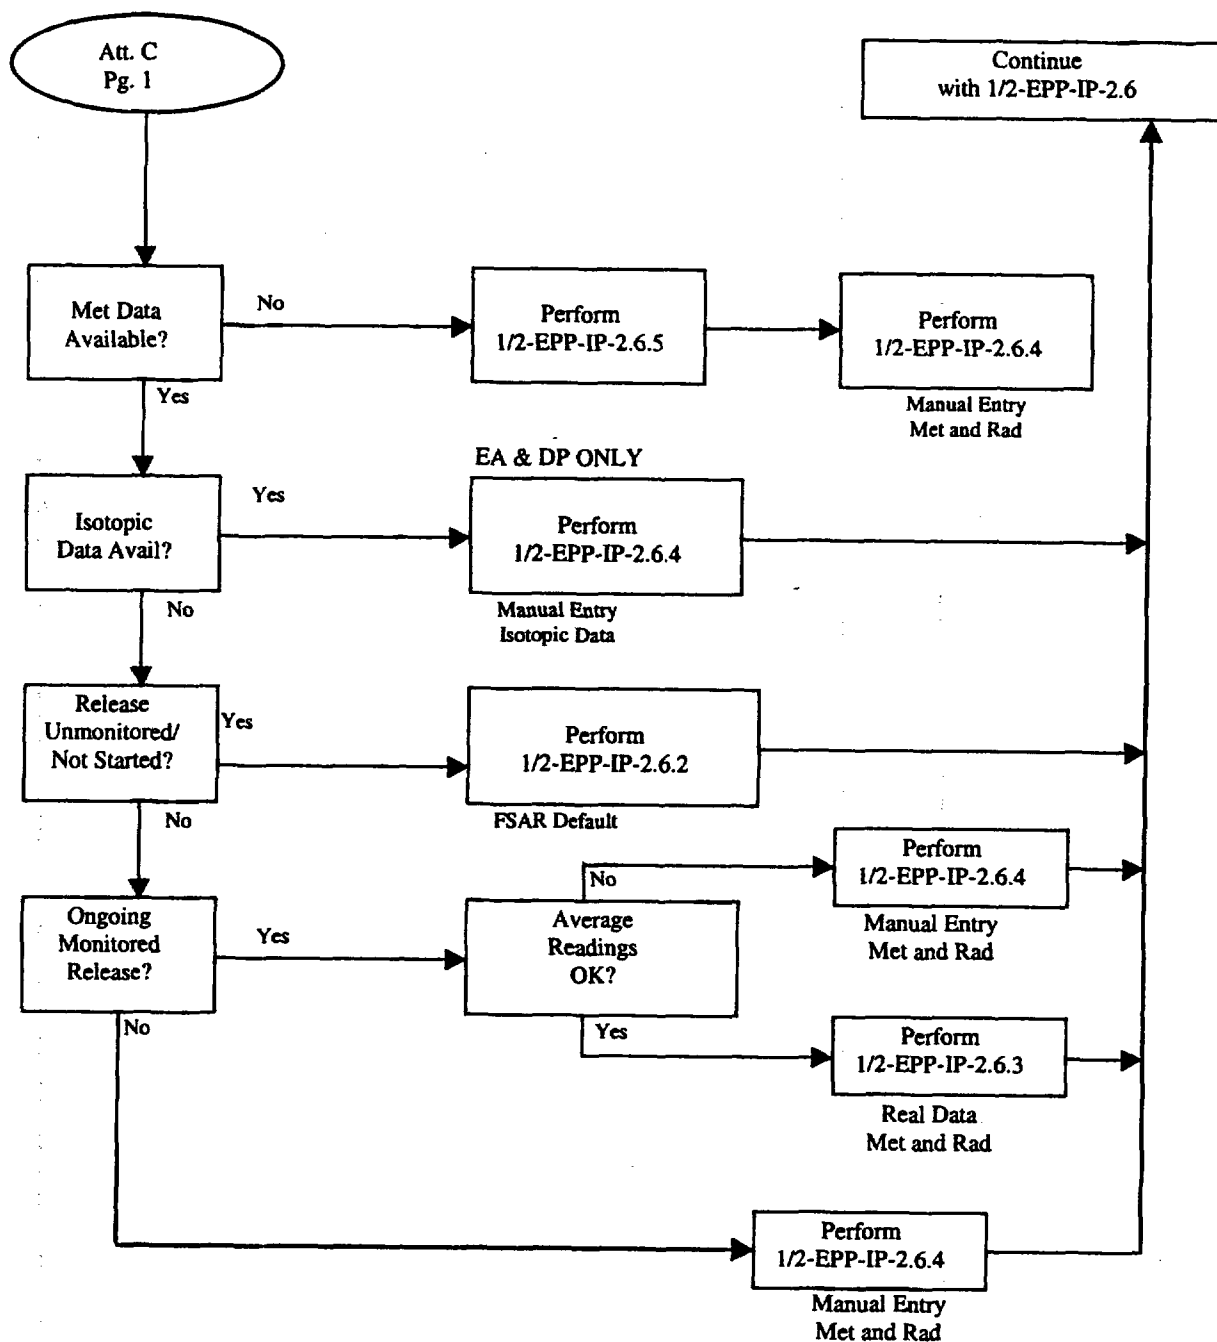 Att. C
Pg. 1
Continue
with 1/2-EPP-IP-2.6
Met Data
Available?
No
Yes
Perform
1/2-EPP-IP-2.6.5
Perform
1/2-EPP-IP-2.6.4
Manual Entry
Met and Rad
EA & DP ONLY
Isotopic
Data Avail?
Yes
No
Perform
1/2-EPP-IP-2.6.4
Manual Entry
Isotopic Data
Release
Unmonitored/
Not Started?
Yes
No
Perform
1/2-EPP-IP-2.6.2
FSAR Default
Ongoing
Monitored
Release?
Yes
No
Average
Readings
OK?
No
Yes
Perform
1/2-EPP-IP-2.6.4
Manual Entry
Met and Rad
Perform
1/2-EPP-IP-2.6.3
Real Data
Met and Rad
Perform
1/2-EPP-IP-2.6.4
Manual Entry
Met and Rad